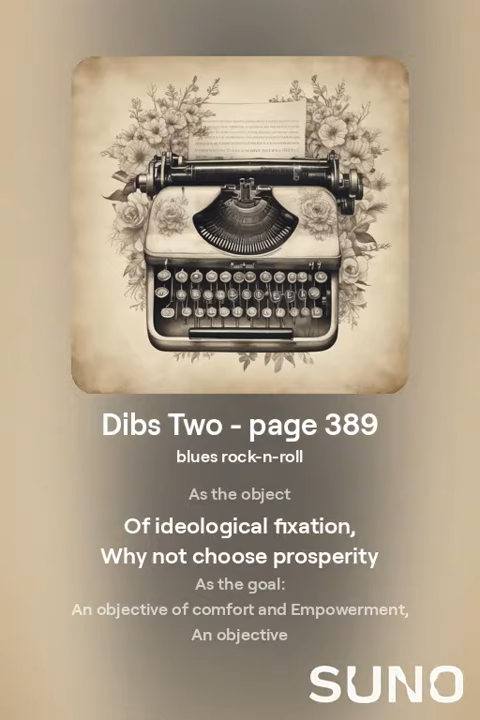 Dibs Two - page 389
blues rock-n-roll
As the object
Of ideological fixation,
Why not choose prosperity
As the goal:
An objective of comfort and Empowerment,
An objective
SUNO